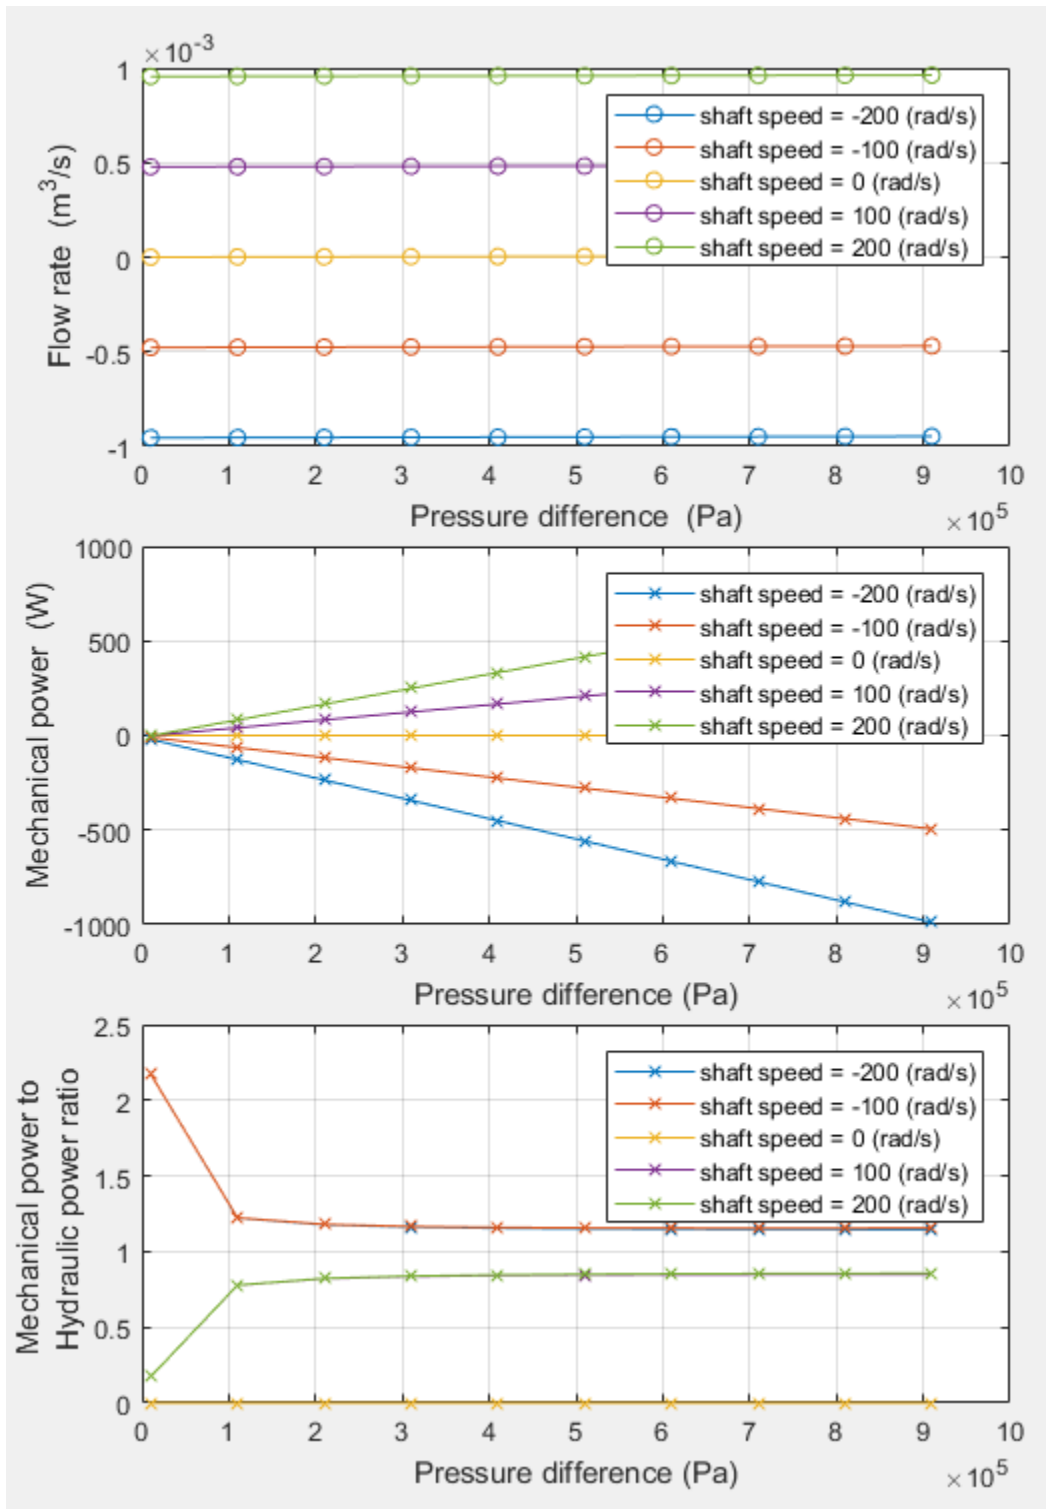 ×10^-3
1
0.5
0
-0.5
-1
Flow rate (m^3/s)
shaft speed = -200 (rad/s)
shaft speed = -100 (rad/s)
shaft speed = 0 (rad/s)
shaft speed = 100 (rad/s)
shaft speed = 200 (rad/s)
0 1 2 3 4 5 6 7 8 9 10
Pressure difference (Pa)
×10^5
1000
500
0
-500
-1000
Mechanical power (W)
shaft speed = -200 (rad/s)
shaft speed = -100 (rad/s)
shaft speed = 0 (rad/s)
shaft speed = 100 (rad/s)
shaft speed = 200 (rad/s)
0 1 2 3 4 5 6 7 8 9 10
Pressure difference (Pa)
×10^5
2.5
2
1.5
1
0.5
0
Mechanical power to
Hydraulic power ratio
shaft speed = -200 (rad/s)
shaft speed = -100 (rad/s)
shaft speed = 0 (rad/s)
shaft speed = 100 (rad/s)
shaft speed = 200 (rad/s)
0 1 2 3 4 5 6 7 8 9 10
Pressure difference (Pa)
×10^5